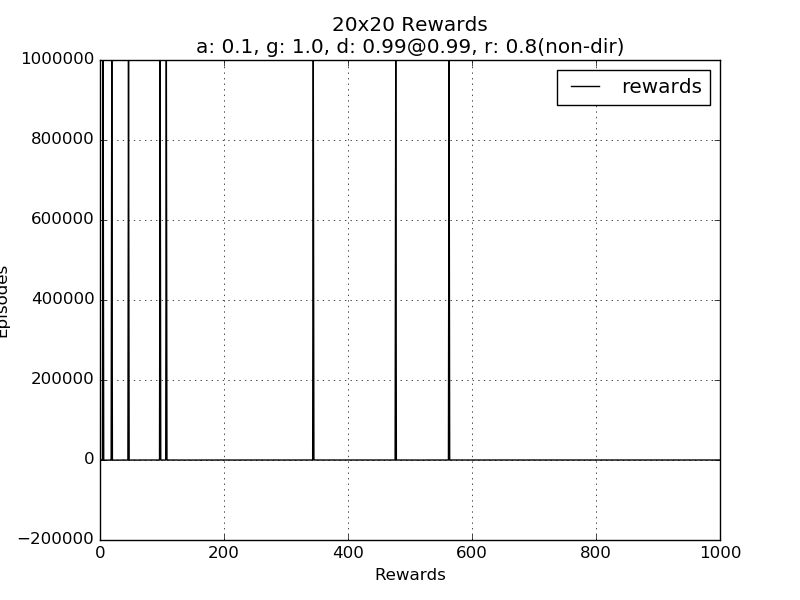 20x20 Rewards
a: 0.1, g: 1.0, d: 0.99@0.99, r: 0.8(non-dir)
rewards
1000000
800000
600000
400000
200000
0
−200000
Episodes
0 200 400 600 800 1000
Rewards